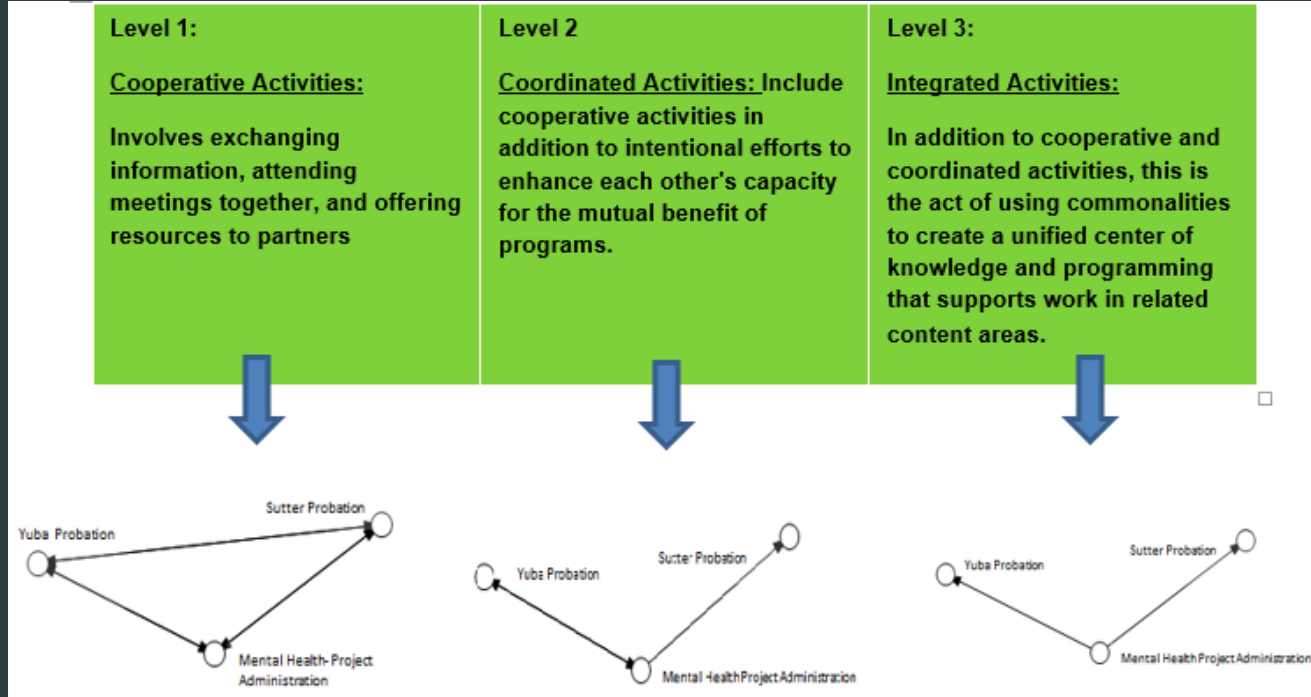 Level 1:
Cooperative Activities:
Involves exchanging
information, attending
meetings together, and offering
resources to partners
Level 2
Coordinated Activities: Include
cooperative activities in
addition to intentional efforts to
enhance each other's capacity
for the mutual benefit of
programs.
Level 3:
Integrated Activities:
In addition to cooperative and
coordinated activities, this is
the act of using commonalities
to create a unified center of
knowledge and programming
that supports work in related
content areas.
Yuba Probation
Sutter Probation
Mental Health-Project
Administration
Yuba Probation
Sutter Probation
Mental Health Project Administration
Yuba Probation
Sutter Probation
Mental Health Project Administration